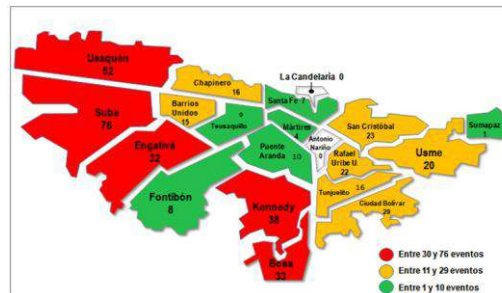 Usaquén
52
Chapinero
16
La Candelaria 0
Suba
76
Barrios
Unidos
15
Teusaquillo
9
Santa Fe 7
Mártires
4
Antonio
Nariño
0
San Cristóbal
23
Sumapaz
1
Engativá
32
Puente
Aranda
10
Rafael
Uribe U.
22
Usme
20
Fontibón
8
Kennedy
38
Tunjuelito
16
Ciudad Bolívar
29
Bosa
33
Entre 30 y 76 eventos
Entre 11 y 29 eventos
Entre 1 y 10 eventos